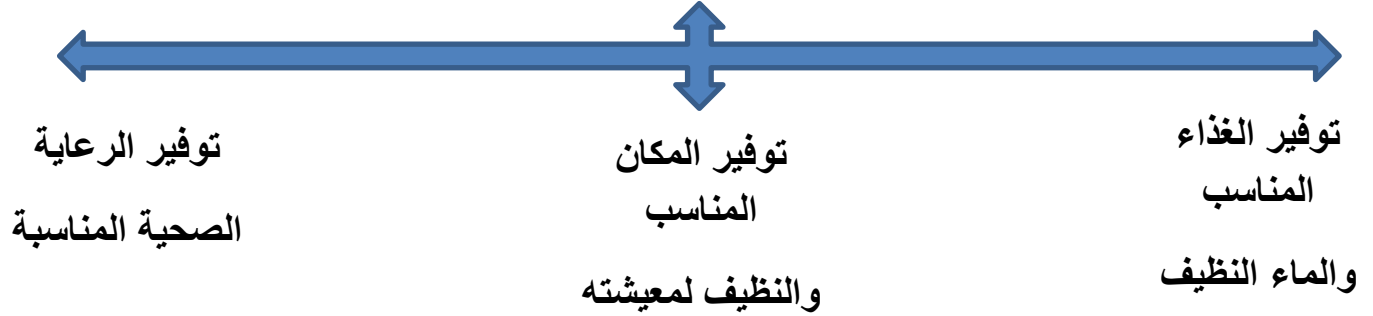 توفير الغذاء
المناسب
والماء النظيف
توفير المكان
المناسب
والنظيف لمعيشته
توفير الرعاية
الصحية المناسبة